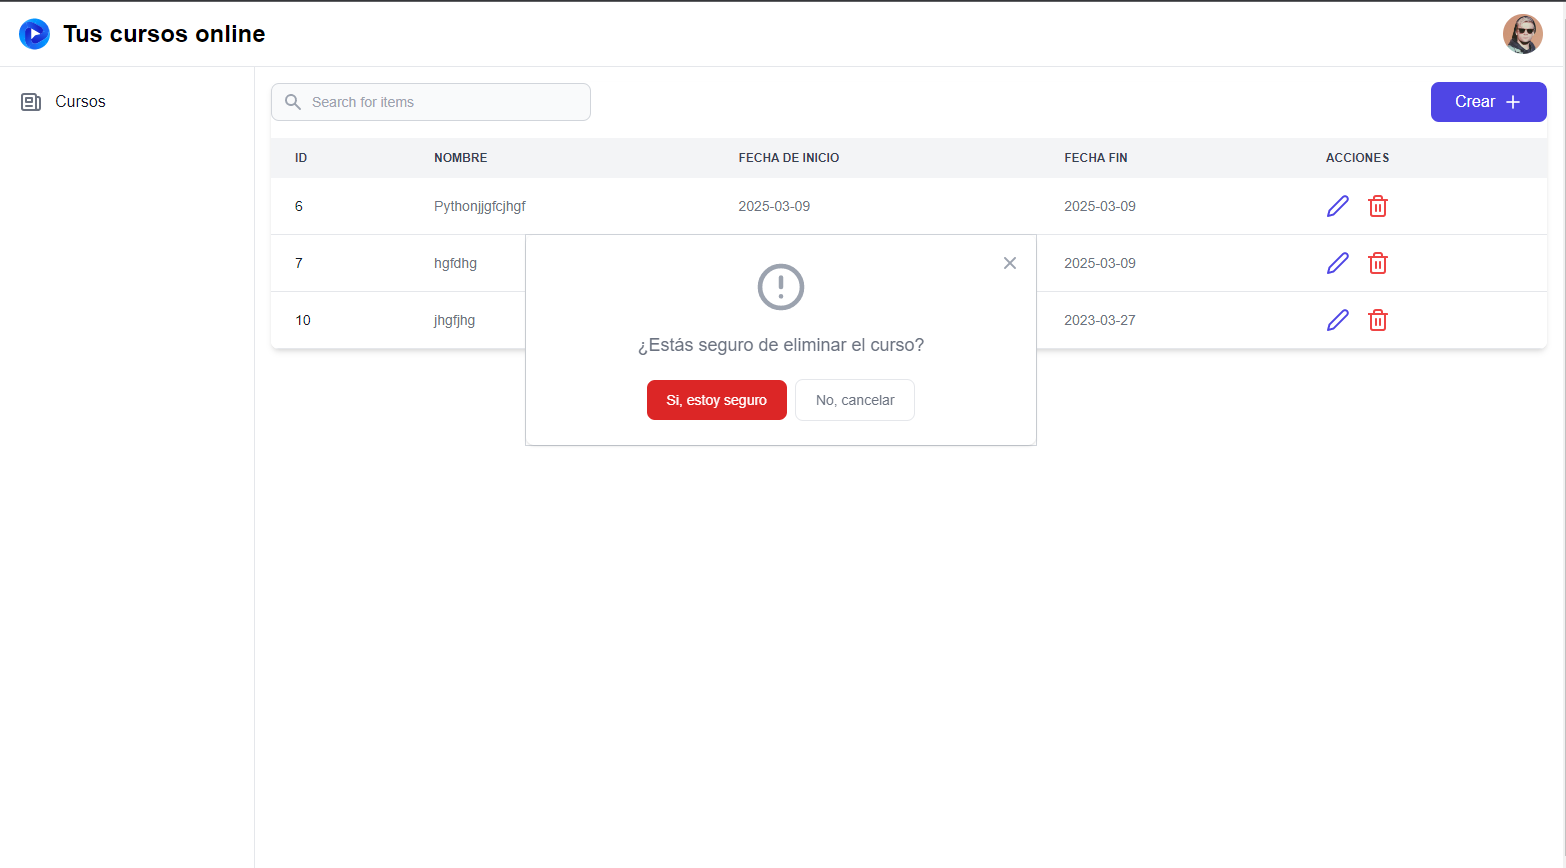 Tus cursos online
Cursos
Search for items
Crear
ID NOMBRE FECHA DE INICIO FECHA FIN ACCIONES
6 Pythonjjgfcjhgf 2025-03-09 2025-03-09
7 hgfdhg 2025-03-09
10 jhgfjhg 2023-03-27
¿Estás seguro de eliminar el curso?
Si, estoy seguro No, cancelar